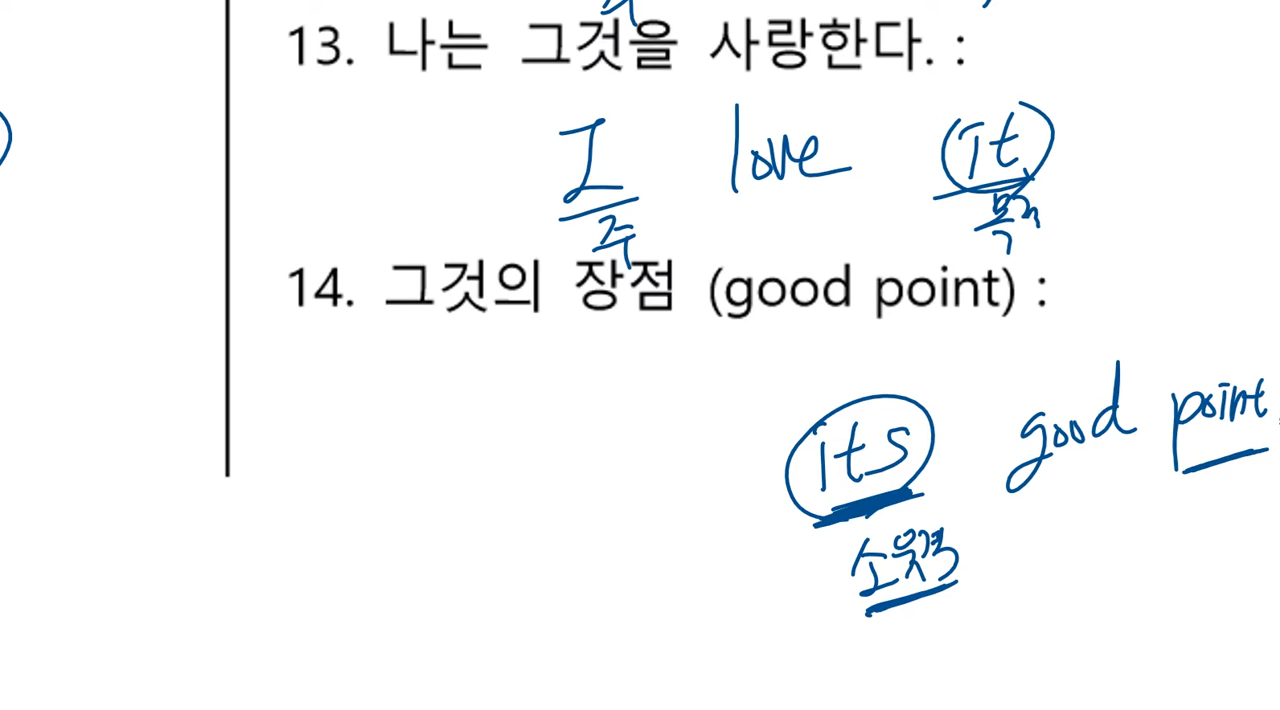 13. 나는 그것을 사랑한다. :
I love it
주
14. 그것의 장점 (good point) :
its good point
소유격